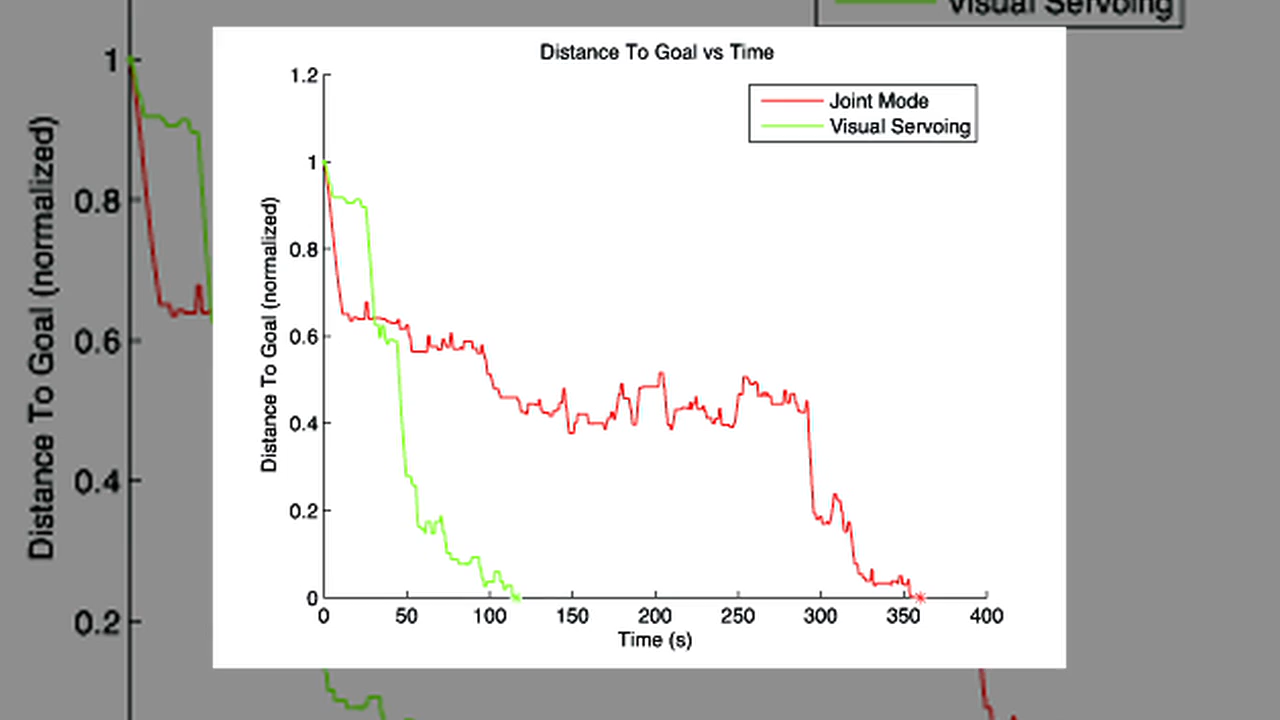 Visual Servoing
1
0.8
0.6
0.4
0.2
Distance To Goal (normalized)
Distance To Goal vs Time
Joint Mode
Visual Servoing
1.2
1
0.8
0.6
0.4
0.2
0
Distance To Goal (normalized)
0 50 100 150 200 250 300 350 400
Time (s)